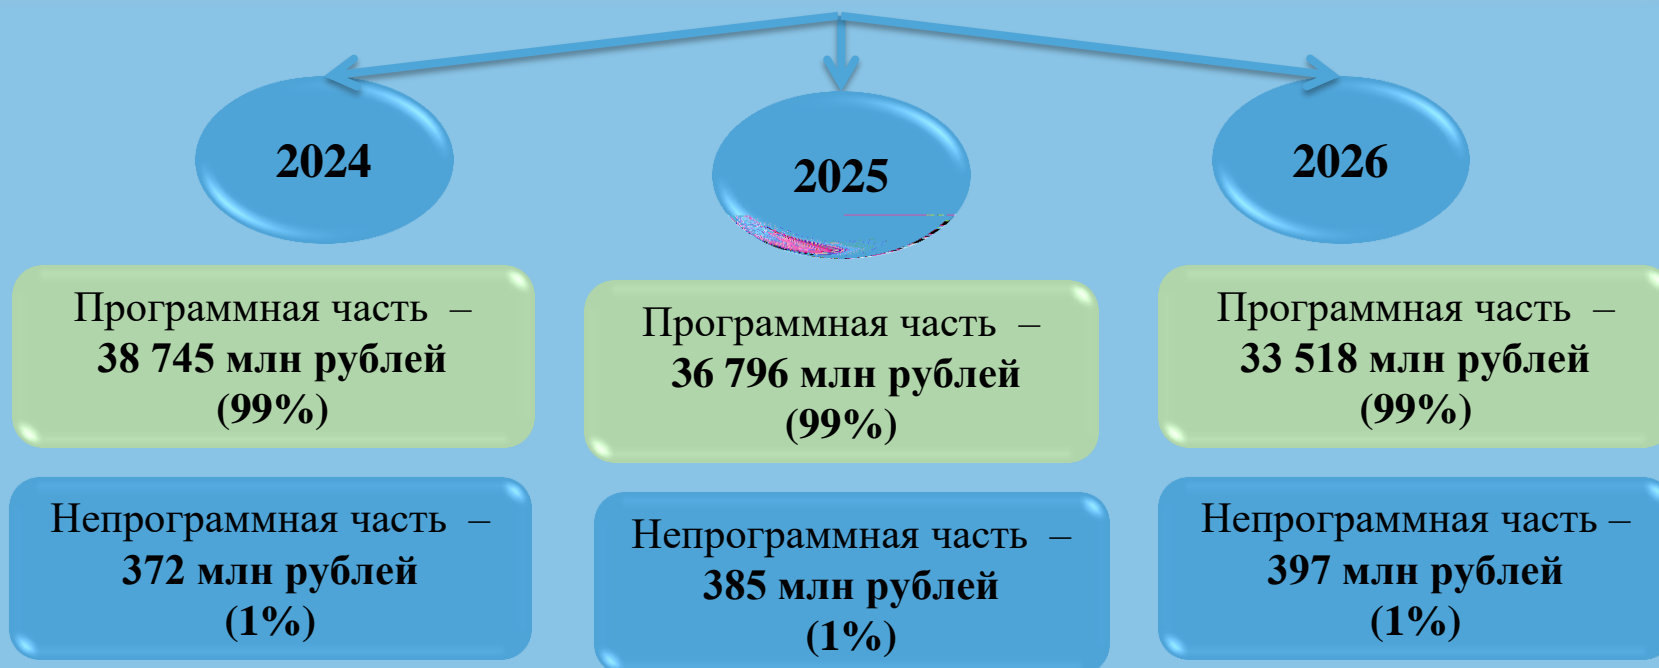 2024
2025
2026
Программная часть –
38 745 млн рублей
(99%)
Программная часть –
36 796 млн рублей
(99%)
Программная часть –
33 518 млн рублей
(99%)
Непрограммная часть –
372 млн рублей
(1%)
Непрограммная часть –
385 млн рублей
(1%)
Непрограммная часть –
397 млн рублей
(1%)